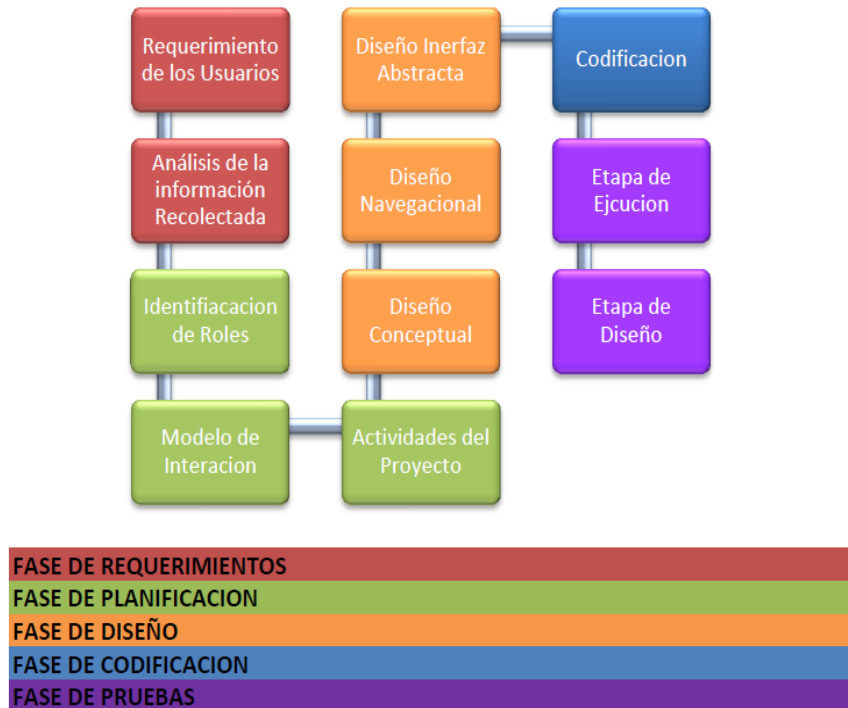 Requerimiento
de los Usuarios
Análisis de la
información
Recolectada
Identifiacacion
de Roles
Modelo de
Interacion
Actividades del
Proyecto
Diseño
Conceptual
Diseño
Navegacional
Diseño Inerfaz
Abstracta
Codificacion
Etapa de
Ejcucion
Etapa de
Diseño
FASE DE REQUERIMIENTOS
FASE DE PLANIFICACION
FASE DE DISEÑO
FASE DE CODIFICACION
FASE DE PRUEBAS